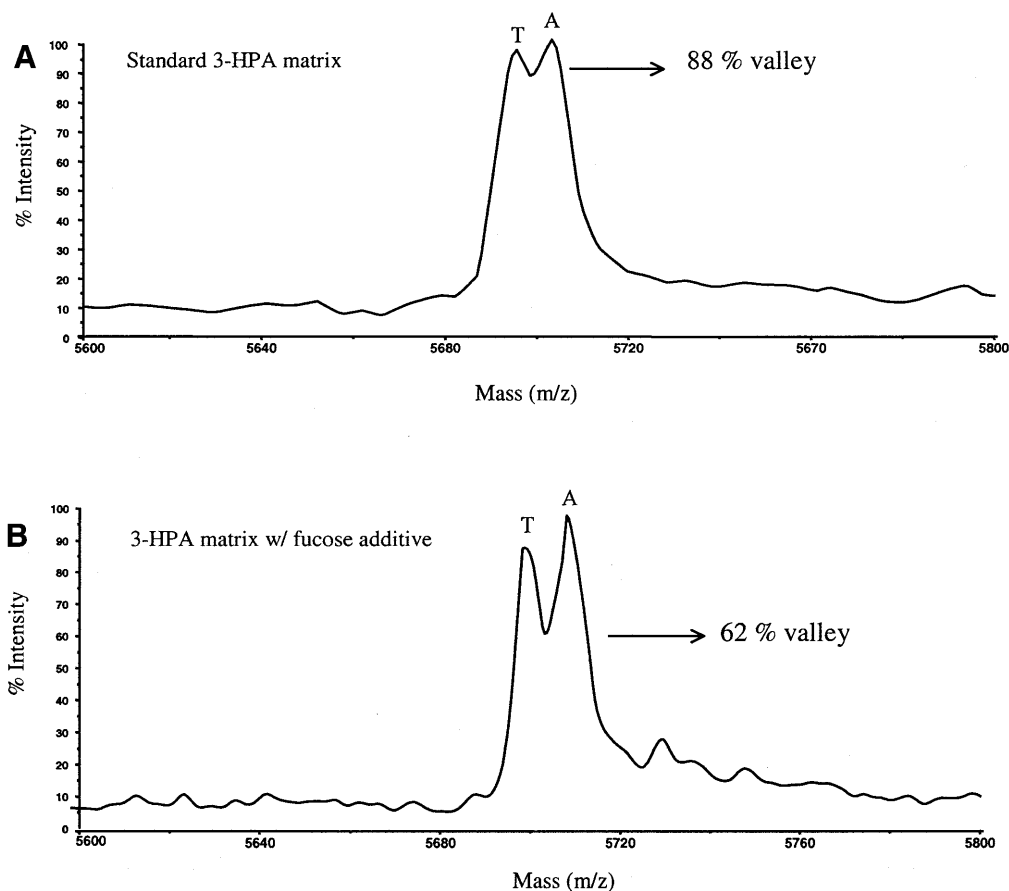 A
Standard 3-HPA matrix
T
A
88 % valley
% Intensity
100
90
80
70
60
50
40
30
20
10
0
5600
5640
5680
5720
5670
5800
Mass (m/z)
B
3-HPA matrix w/ fucose additive
T
A
62 % valley
% Intensity
100
90
80
70
60
50
40
30
20
10
0
5600
5640
5680
5720
5760
5800
Mass (m/z)